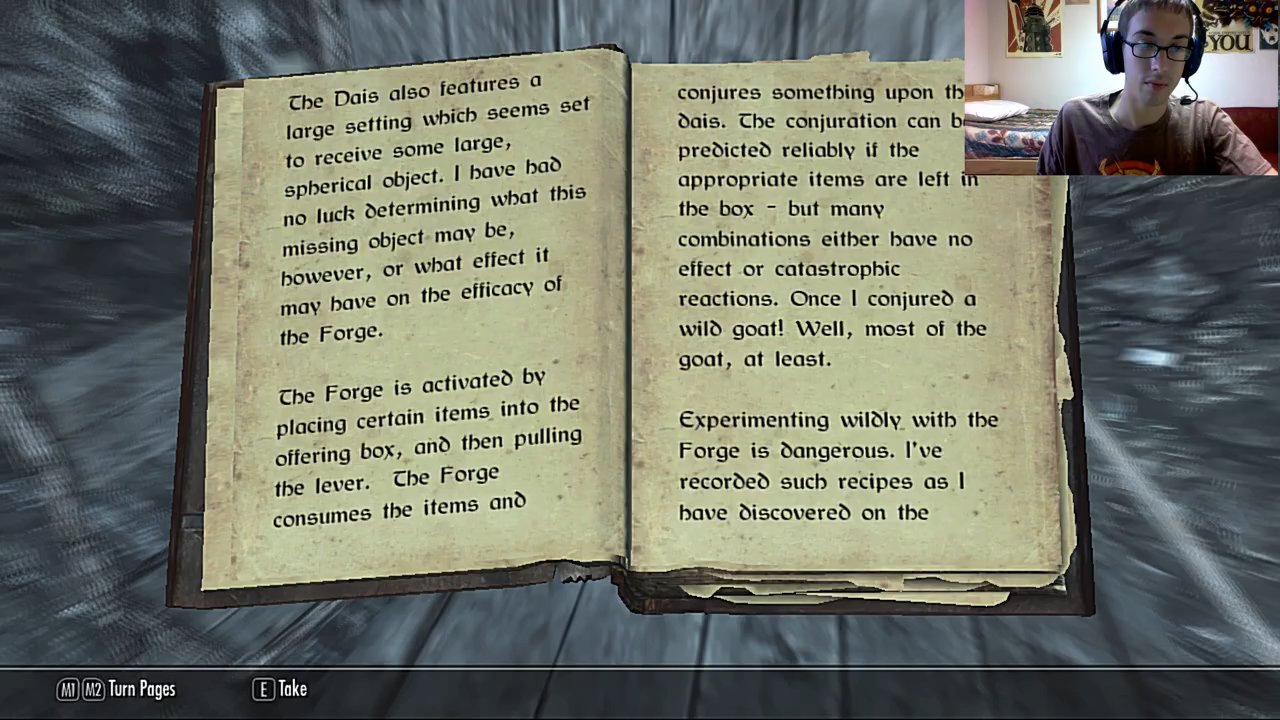 The Dais also features a
large setting which seems set
to receive some large,
spherical object. I have had
no luck determining what this
missing object may be,
however, or what effect it
may have on the efficacy of
the Forge.
The Forge is activated by
placing certain items into the
offering box, and then pulling
the lever. The Forge
consumes the items and
conjures something upon th
dais. The conjuration can b
predicted reliably if the
appropriate items are left in
the box - but many
combinations either have no
effect or catastrophic
reactions. Once I conjured a
wild goat! Well, most of the
goat, at least.
Experimenting wildly with the
Forge is dangerous. I've
recorded such recipes as I
have discovered on the
YOU
M1 M2 Turn Pages
E Take